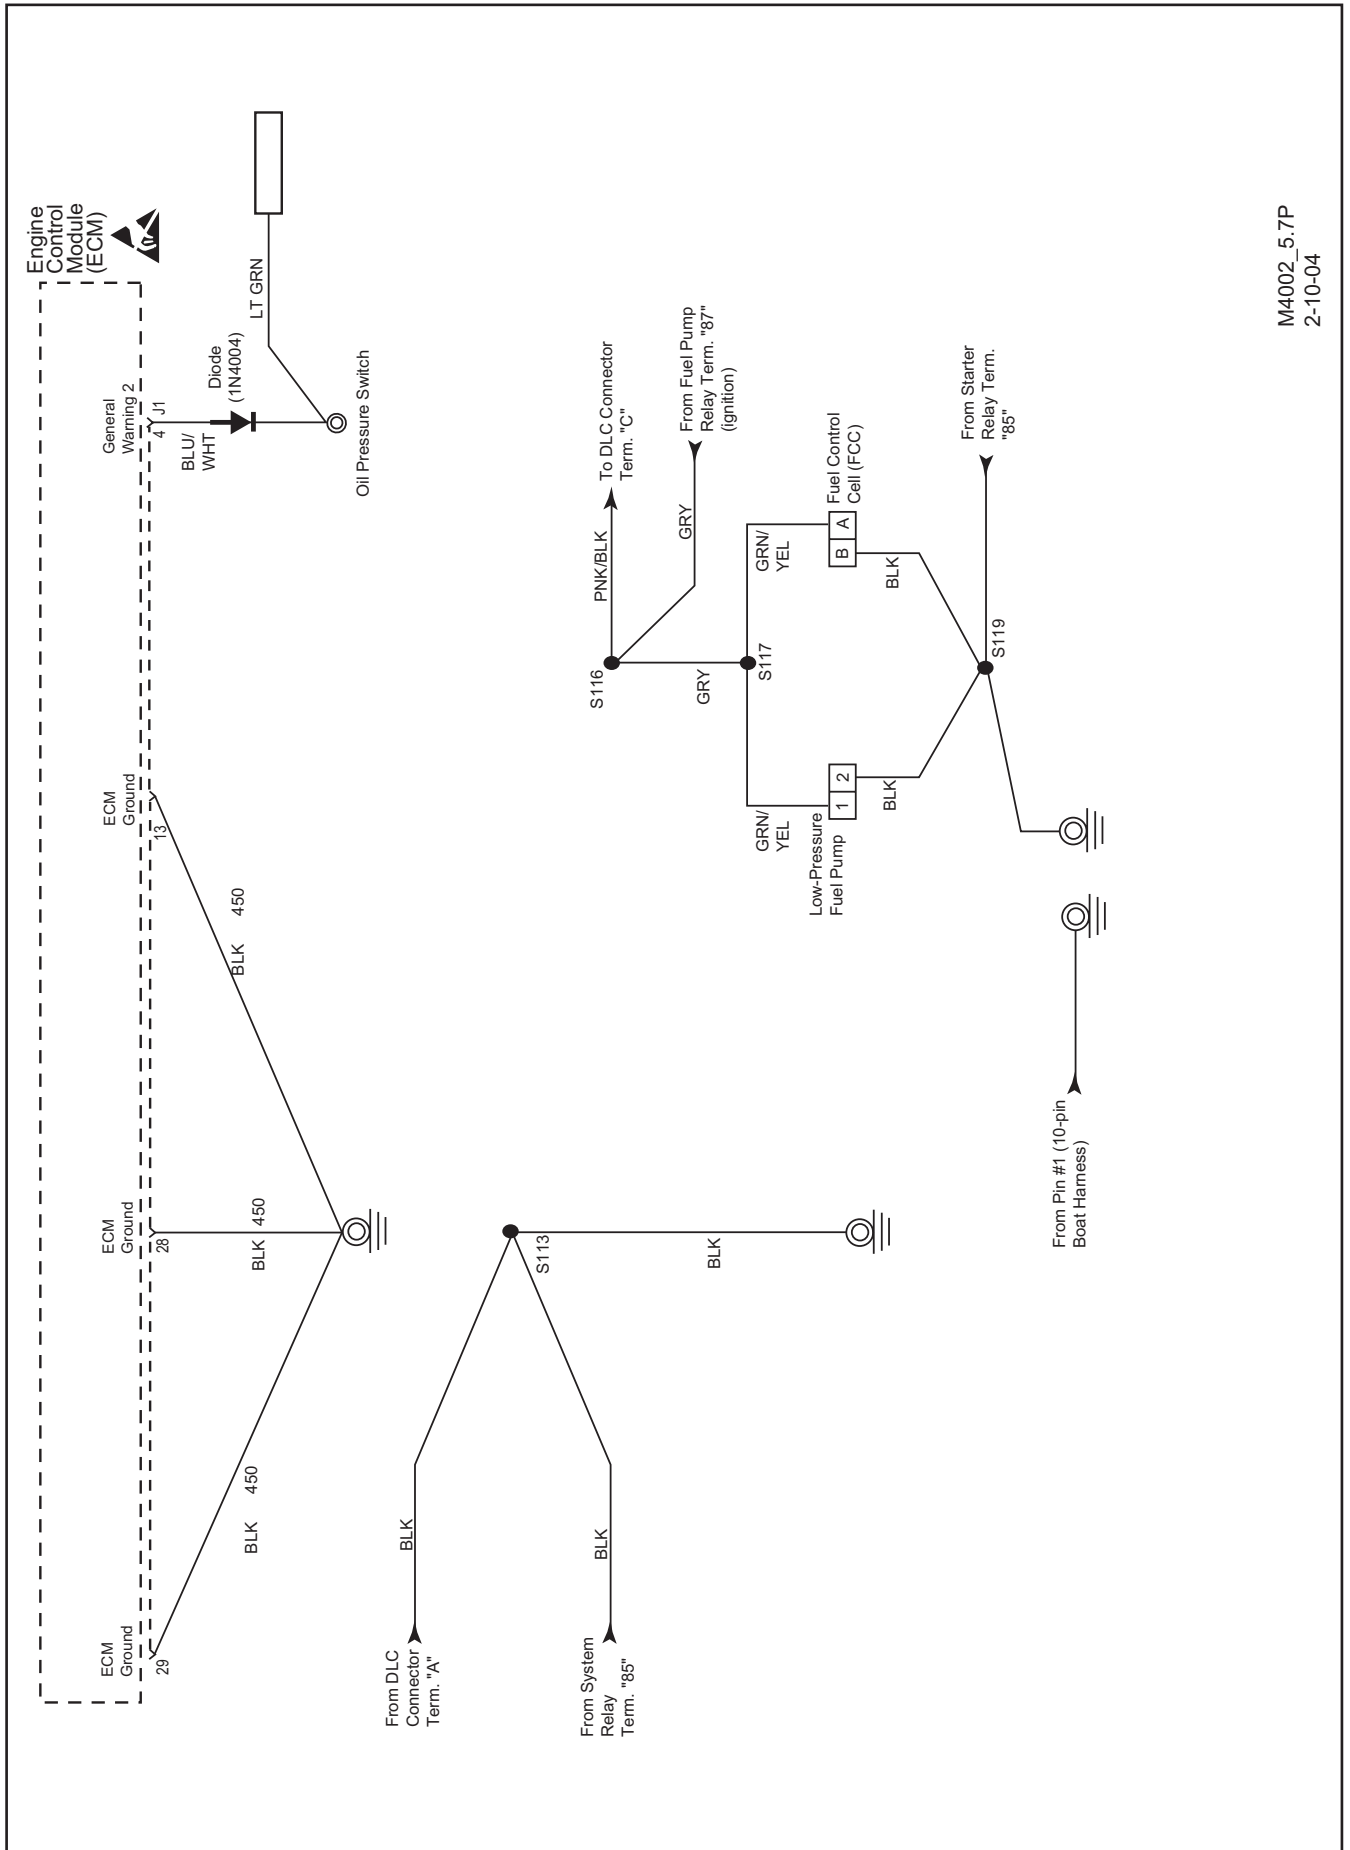 Engine
Control
Module
(ECM)
General
Warning 2
4
J1
BLU/
WHT
Diode
(1N4004)
LT GRN
Oil Pressure Switch
ECM
Ground
13
BLK 450
ECM
Ground
28
BLK 450
ECM
Ground
29
BLK 450
From DLC
Connector
Term. "A"
BLK
From System
Relay
Term. "85"
BLK
S113
BLK
To DLC Connector
Term. "C"
PNK/BLK
From Fuel Pump
Relay Term. "87"
(ignition)
GRY
S116
GRY
S117
GRN/
YEL
GRN/
YEL
Fuel Control
Cell (FCC)
B A
BLK
Low-Pressure
Fuel Pump
1 2
BLK
From Starter
Relay Term.
"85"
S119
From Pin #1 (10-pin
Boat Harness)
M4002_5.7P
2-10-04